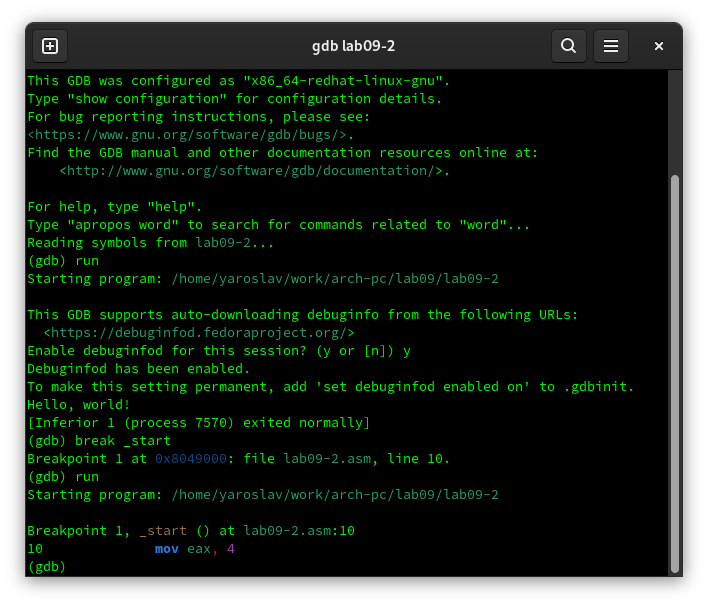 gdb lab09-2
This GDB was configured as "x86_64-redhat-linux-gnu".
Type "show configuration" for configuration details.
For bug reporting instructions, please see:
<https://www.gnu.org/software/gdb/bugs/>.
Find the GDB manual and other documentation resources online at:
    <http://www.gnu.org/software/gdb/documentation/>.

For help, type "help".
Type "apropos word" to search for commands related to "word"...
Reading symbols from lab09-2...
(gdb) run
Starting program: /home/yaroslav/work/arch-pc/lab09/lab09-2

This GDB supports auto-downloading debuginfo from the following URLs:
  <https://debuginfod.fedoraproject.org/>
Enable debuginfod for this session? (y or [n]) y
Debuginfod has been enabled.
To make this setting permanent, add 'set debuginfod enabled on' to .gdbinit.
Hello, world!
[Inferior 1 (process 7570) exited normally]
(gdb) break _start
Breakpoint 1 at 0x8049000: file lab09-2.asm, line 10.
(gdb) run
Starting program: /home/yaroslav/work/arch-pc/lab09/lab09-2

Breakpoint 1, _start () at lab09-2.asm:10
10              mov eax, 4
(gdb)